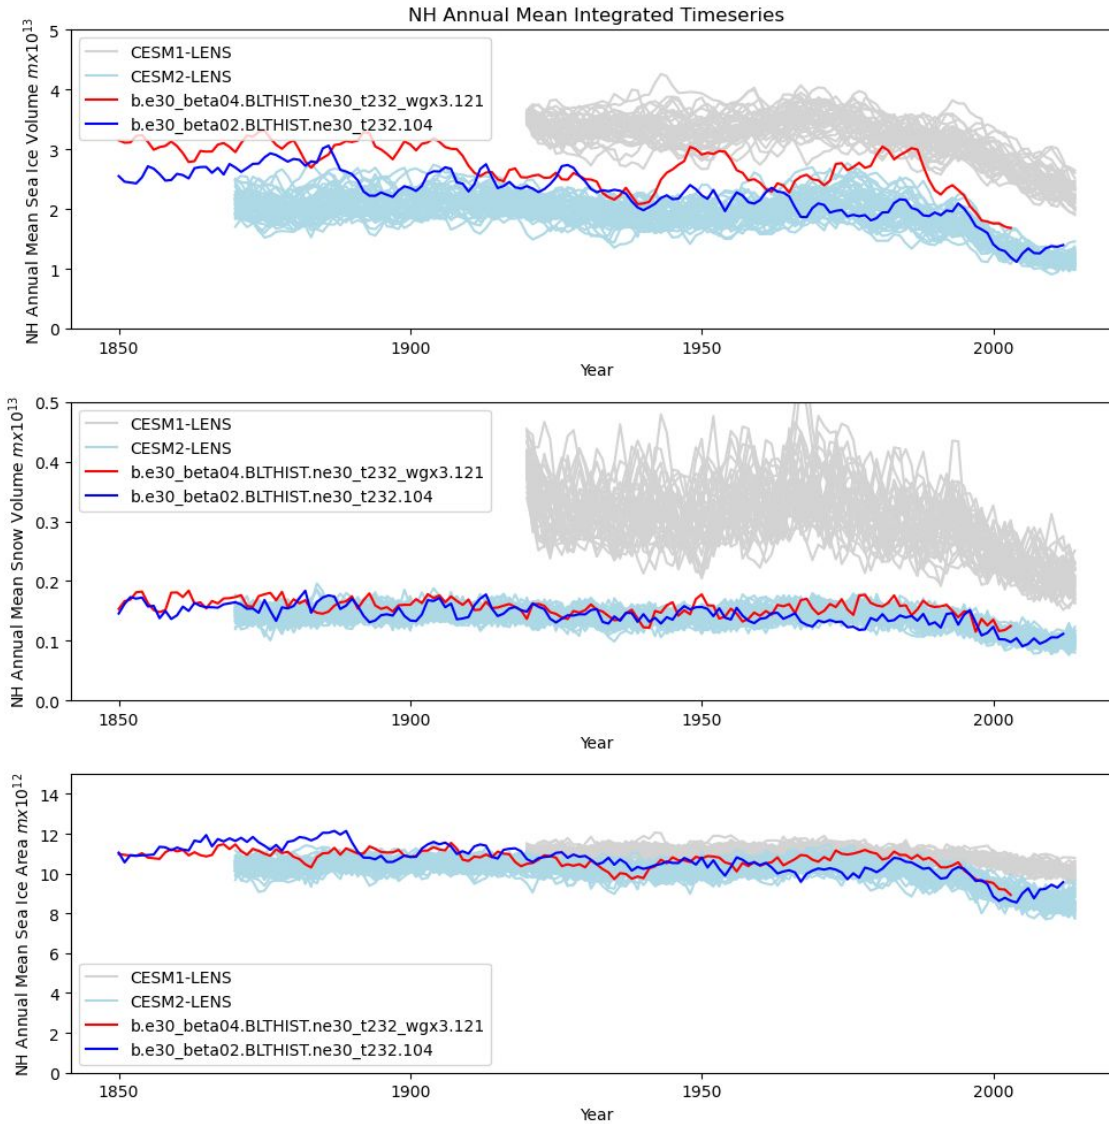 NH Annual Mean Integrated Timeseries
NH Annual Mean Sea Ice Volume mx10^13
5
4
3
2
1
0
CESM1-LENS
CESM2-LENS
b.e30_beta04.BLTHIST.ne30_t232_wgx3.121
b.e30_beta02.BLTHIST.ne30_t232.104
1850 1900 1950 2000
Year
NH Annual Mean Snow Volume mx10^13
0.5
0.4
0.3
0.2
0.1
0.0
CESM1-LENS
CESM2-LENS
b.e30_beta04.BLTHIST.ne30_t232_wgx3.121
b.e30_beta02.BLTHIST.ne30_t232.104
1850 1900 1950 2000
Year
NH Annual Mean Sea Ice Area mx10^12
14
12
10
8
6
4
2
0
CESM1-LENS
CESM2-LENS
b.e30_beta04.BLTHIST.ne30_t232_wgx3.121
b.e30_beta02.BLTHIST.ne30_t232.104
1850 1900 1950 2000
Year